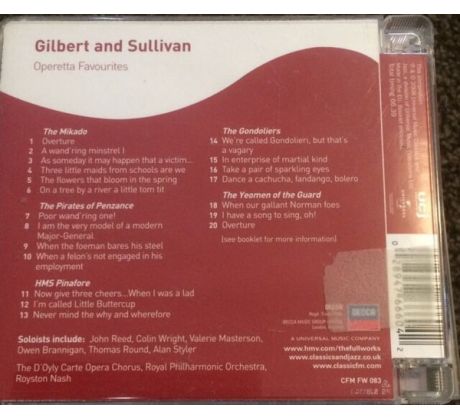 Gilbert and Sullivan
Operetta Favourites
The Mikado
1 Overture
2 A wand'ring minstrel I
3 As someday it may happen that a victim...
4 Three little maids from schools are we
5 The flowers that bloom in the spring
6 On a tree by a river a little tom tit
The Pirates of Penzance
7 Poor wand'ring one!
8 I am the very model of a modern
Major-General
9 When the foeman bares his steel
10 When a felon's not engaged in his
employment
HMS Pinafore
11 Now give three cheers...When I was a lad
12 I'm called Little Buttercup
13 Never mind the why and wherefore
The Gondoliers
14 We're called Gondolieri, but that's
a vagary
15 In enterprise of martial kind
16 Take a pair of sparkling eyes
17 Dance a cachucha, fandango, bolero
The Yeomen of the Guard
18 When our gallant Norman foes
19 I have a song to sing, oh!
20 Overture
(see booklet for more information)
Soloists include: John Reed, Colin Wright, Valerie Masterson,
Owen Brannigan, Thomas Round, Alan Styler
The D'Oyly Carte Opera Chorus, Royal Philharmonic Orchestra,
Royston Nash
DECCA
DECCA
DECCA MUSIC GROUP
A UNIVERSAL MUSIC COMPANY
www.hmv.com/thefullworks
www.classicsandjazz.co.uk
www.classicfm.com
CFM FW 083
ucj